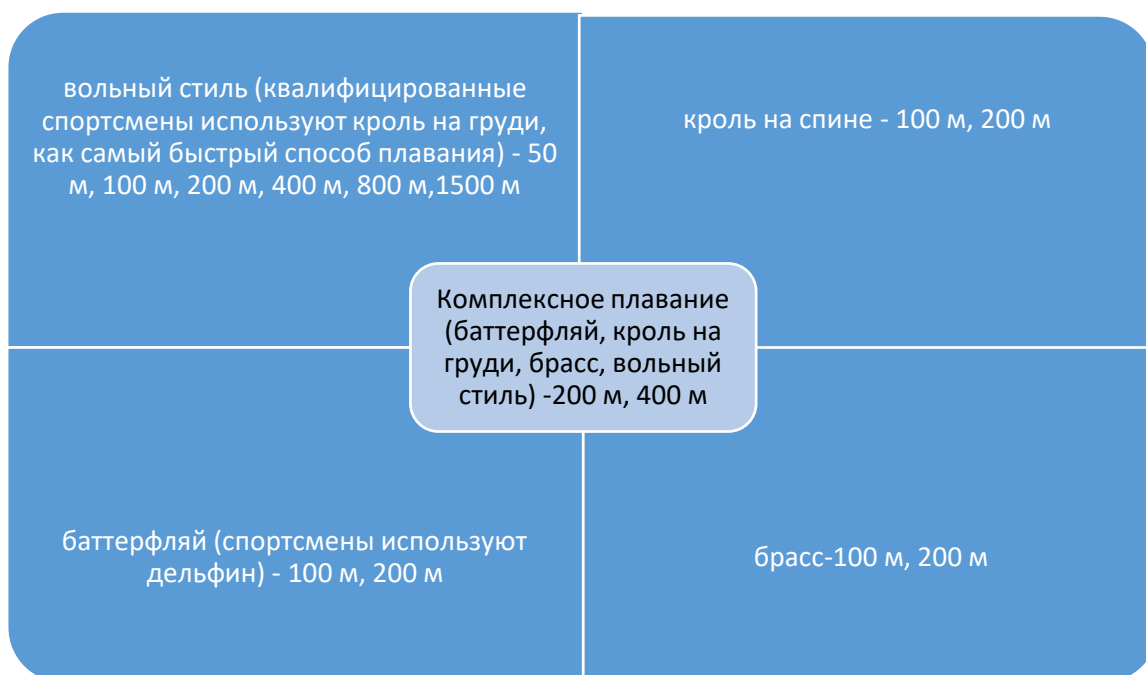 вольный стиль (квалифицированные
спортсмены используют кроль на груди,
как самый быстрый способ плавания) - 50
м, 100 м, 200 м, 400 м, 800 м,1500 м
кроль на спине - 100 м, 200 м
Комплексное плавание
(баттерфляй, кроль на
груди, брасс, вольный
стиль) -200 м, 400 м
баттерфляй (спортсмены используют
дельфин) - 100 м, 200 м
брасс-100 м, 200 м